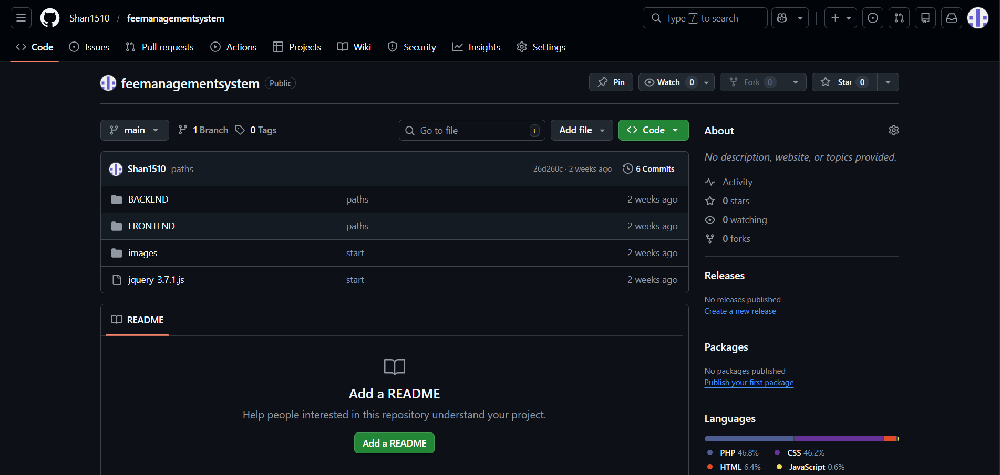 Shan1510 / feemanagementsystem
Type / to search
Code Issues Pull requests Actions Projects Wiki Security Insights Settings
feemanagementsystem Public
Pin Watch 0 Fork 0 Star 0
main 1 Branch 0 Tags Go to file t Add file Code
Shan1510 paths 26d260c · 2 weeks ago 6 Commits
BACKEND paths 2 weeks ago
FRONTEND paths 2 weeks ago
images start 2 weeks ago
jquery-3.7.1.js start 2 weeks ago
README
Add a README
Help people interested in this repository understand your project.
Add a README
About
No description, website, or topics provided.
Activity
0 stars
0 watching
0 forks
Releases
No releases published
Create a new release
Packages
No packages published
Publish your first package
Languages
PHP 46.8% CSS 46.2%
HTML 6.4% JavaScript 0.6%